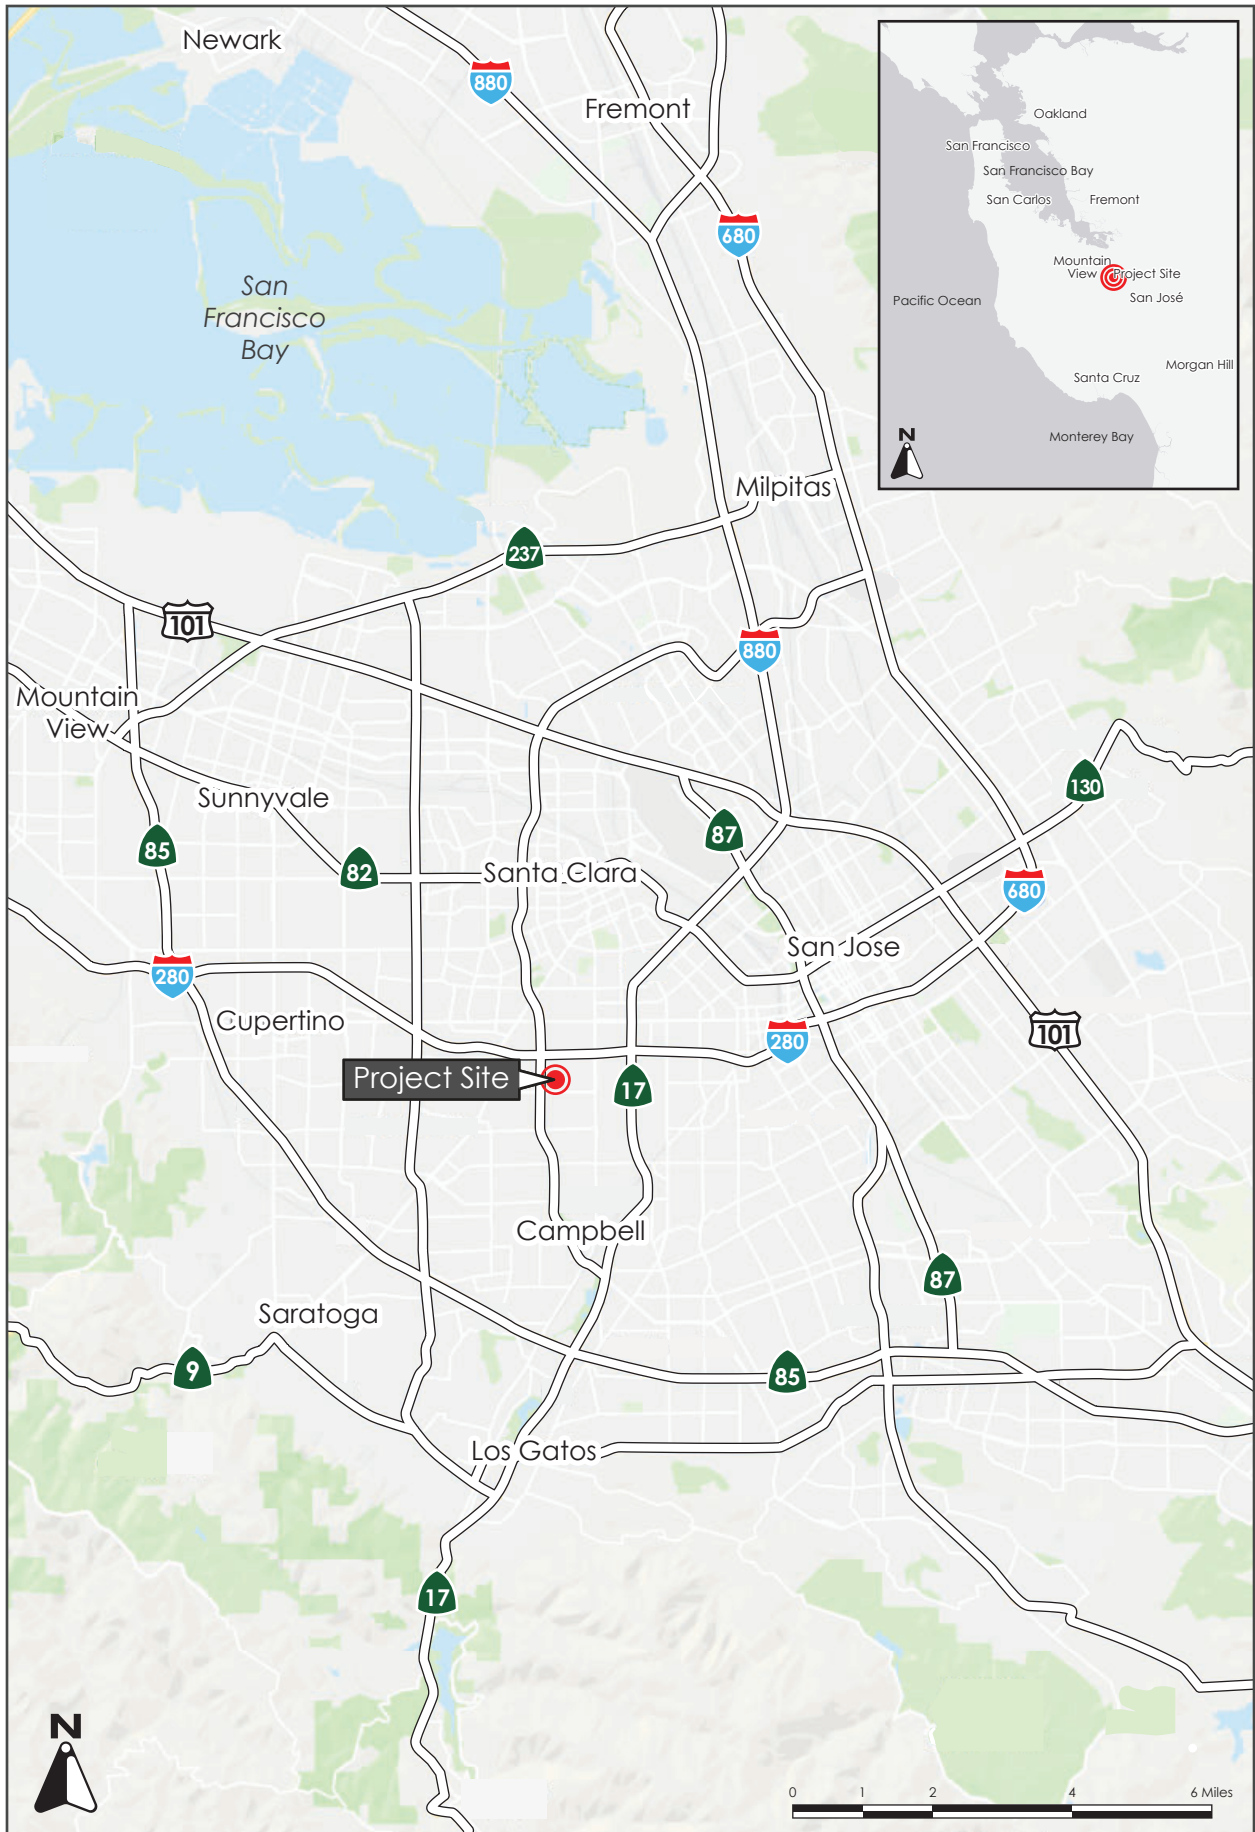 Newark
880
Fremont
680
San
Francisco
Bay
Oakland
San Francisco
San Francisco Bay
San Carlos
Fremont
Mountain
View
Project Site
San José
Pacific Ocean
Morgan Hill
Santa Cruz
Monterey Bay
N
Milpitas
237
101
880
Mountain
View
Sunnyvale
130
87
85
82
Santa Clara
680
San Jose
280
Cupertino
280
101
Project Site
17
Campbell
87
Saratoga
9
85
Los Gatos
17
N
0 1 2 4 6 Miles